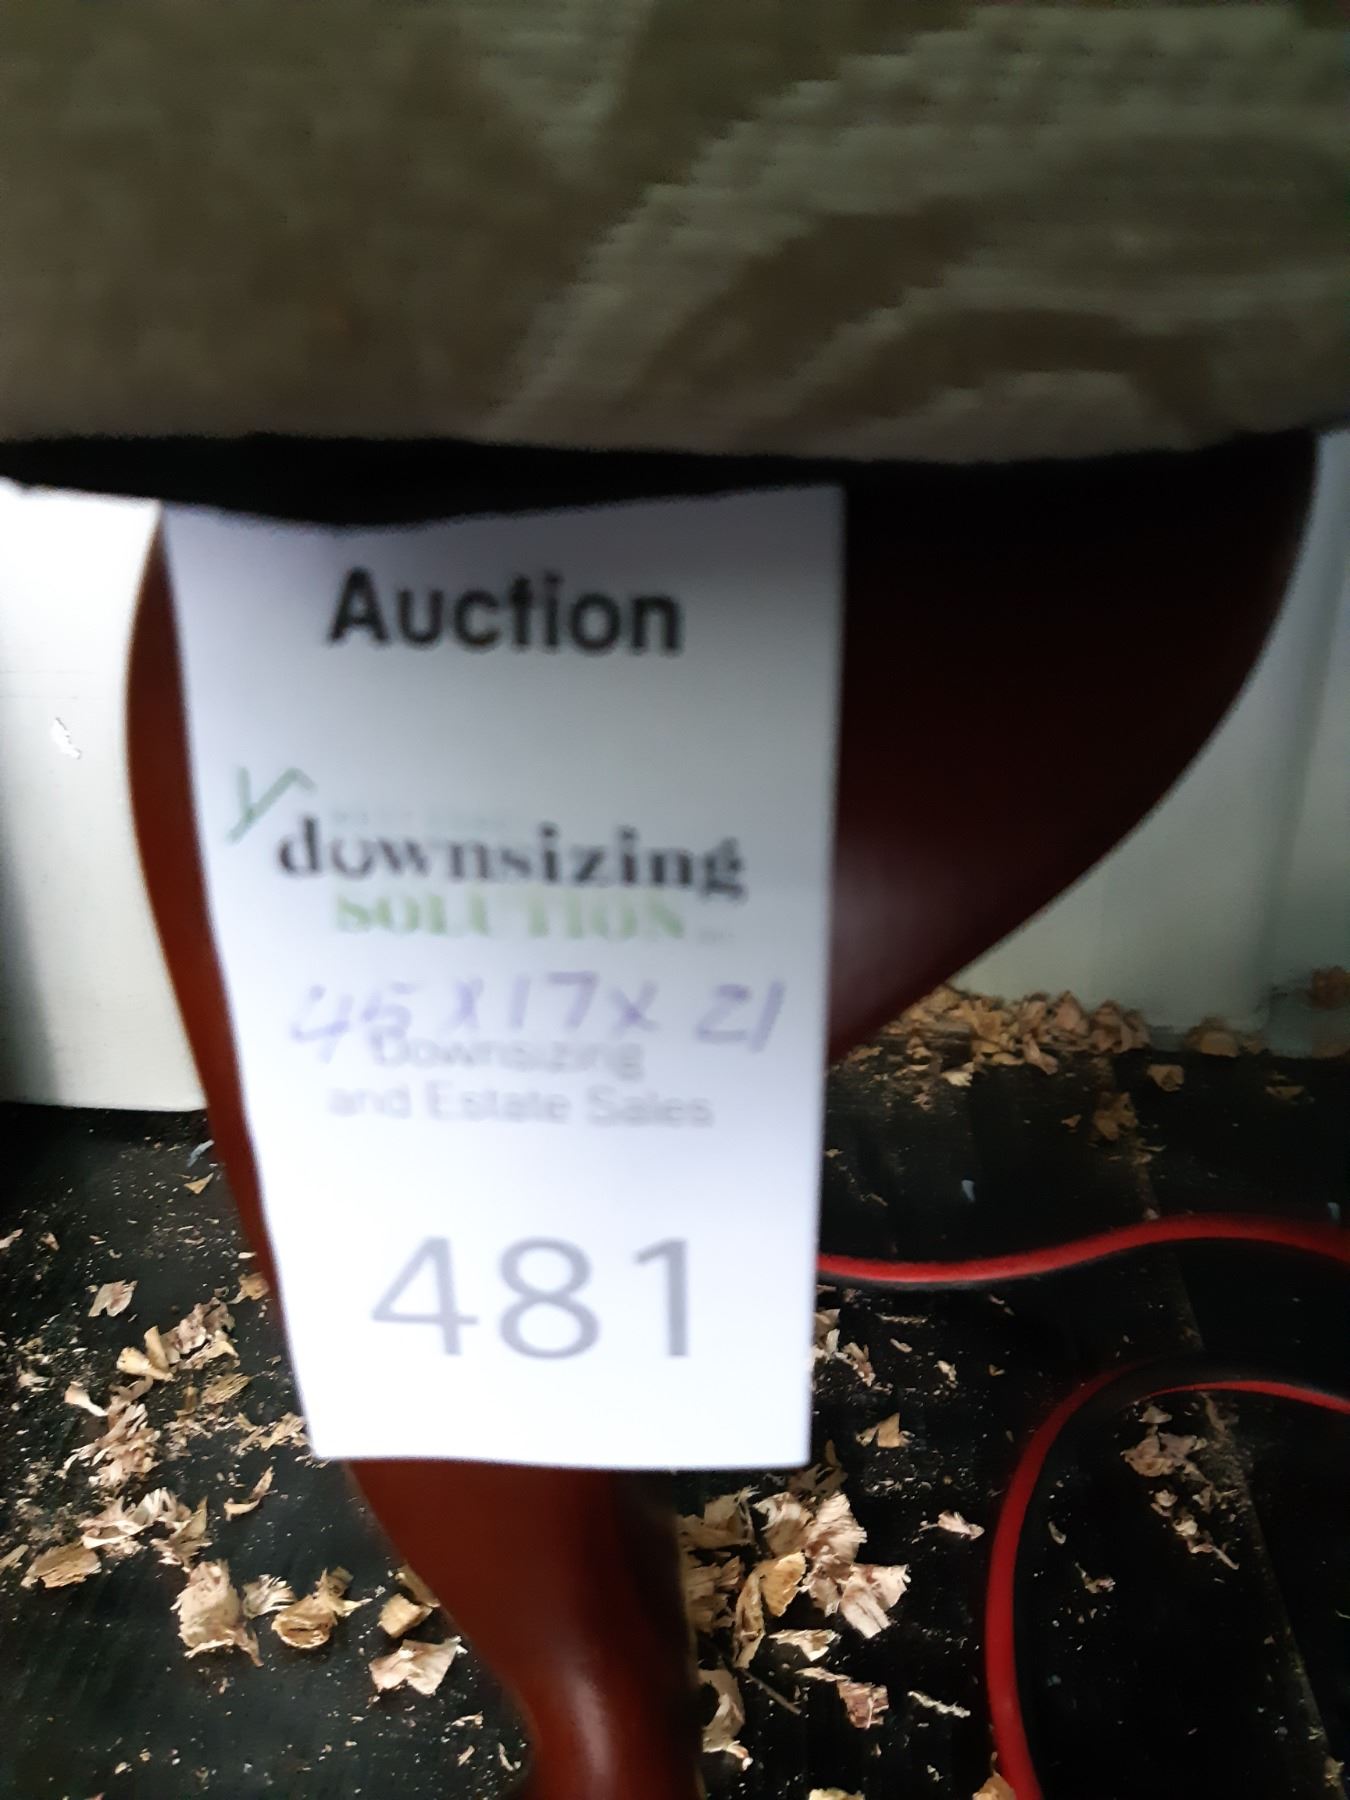 Auction
downsizing
SOLUTION
45 x 17 x 21
Downsizing
and Estate Sales
481